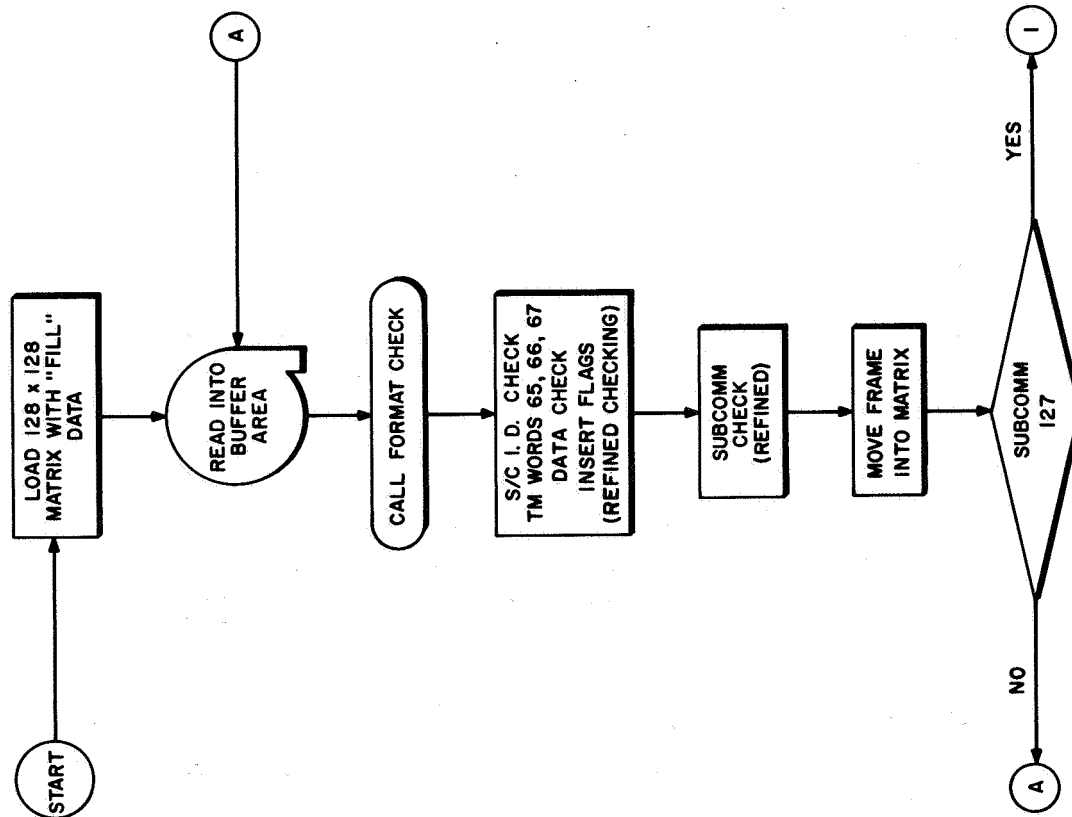 START
LOAD 128 x 128
MATRIX WITH "FILL"
DATA
A
READ INTO
BUFFER
AREA
CALL FORMAT CHECK
S/C I. D. CHECK
TM WORDS 65, 66, 67
DATA CHECK
INSERT FLAGS
(REFINED CHECKING)
SUBCOMM
CHECK
(REFINED)
MOVE FRAME
INTO MATRIX
SUBCOMM
127
NO
A
YES
1